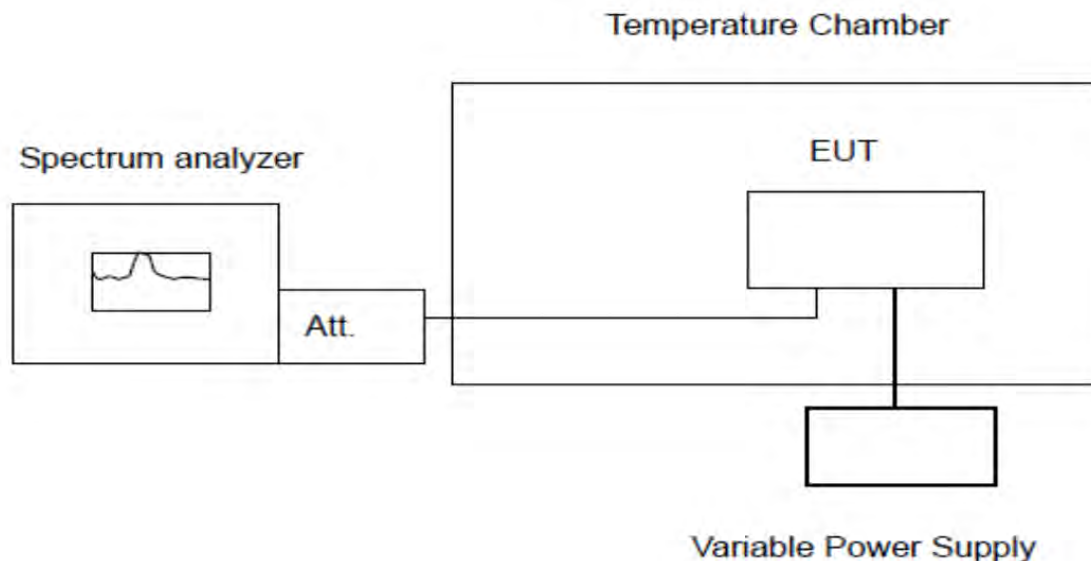 Temperature Chamber
Spectrum analyzer
EUT
Att.
Variable Power Supply